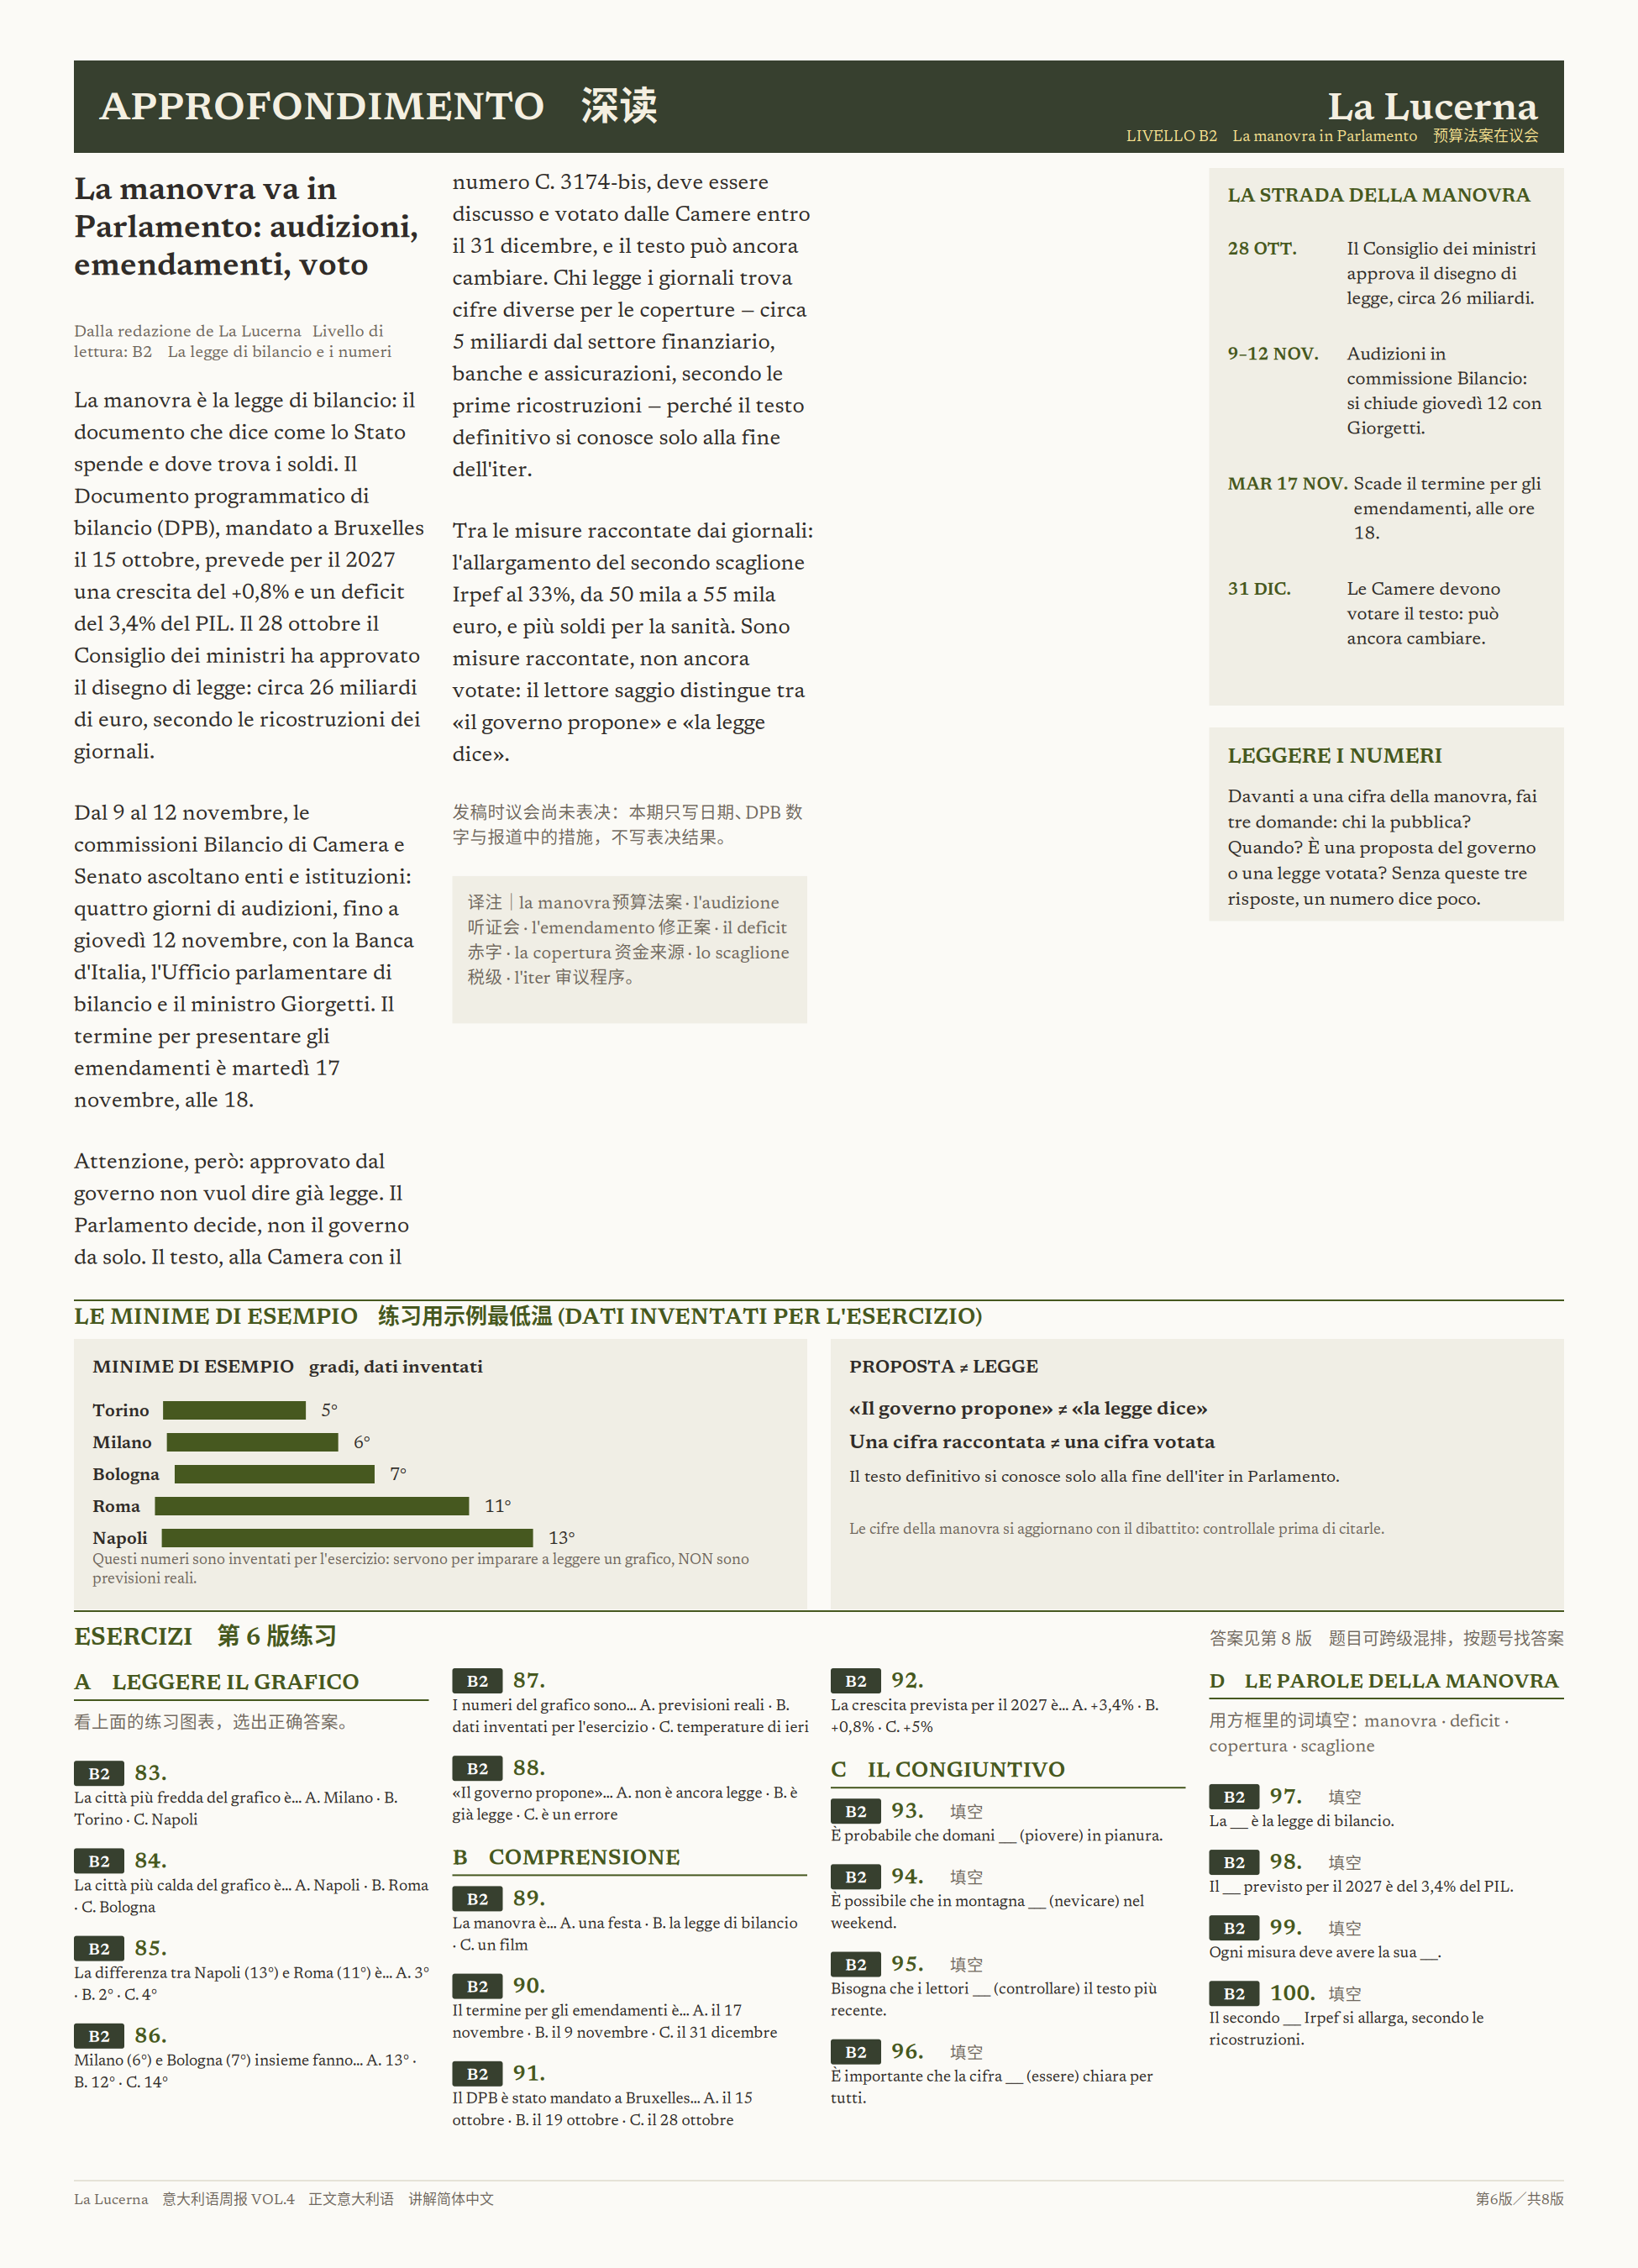 APPROFONDIMENTO 深读
La Lucerna
LIVELLO B2 La manovra in Parlamento 预算法案在议会
La manovra va in
Parlamento: audizioni,
emendamenti, voto
Dalla redazione de La Lucerna Livello di
lettura: B2 La legge di bilancio e i numeri
La manovra è la legge di bilancio: il
documento che dice come lo Stato
spende e dove trova i soldi. Il
Documento programmatico di
bilancio (DPB), mandato a Bruxelles
il 15 ottobre, prevede per il 2027
una crescita del +0,8% e un deficit
del 3,4% del PIL. Il 28 ottobre il
Consiglio dei ministri ha approvato
il disegno di legge: circa 26 miliardi
di euro, secondo le ricostruzioni dei
giornali.
Dal 9 al 12 novembre, le
commissioni Bilancio di Camera e
Senato ascoltano enti e istituzioni:
quattro giorni di audizioni, fino a
giovedì 12 novembre, con la Banca
d'Italia, l'Ufficio parlamentare di
bilancio e il ministro Giorgetti. Il
termine per presentare gli
emendamenti è martedì 17
novembre, alle 18.
Attenzione, però: approvato dal
governo non vuol dire già legge. Il
Parlamento decide, non il governo
da solo. Il testo, alla Camera con il
numero C. 3174-bis, deve essere
discusso e votato dalle Camere entro
il 31 dicembre, e il testo può ancora
cambiare. Chi legge i giornali trova
cifre diverse per le coperture — circa
5 miliardi dal settore finanziario,
banche e assicurazioni, secondo le
prime ricostruzioni — perché il testo
definitivo si conosce solo alla fine
dell'iter.
Tra le misure raccontate dai giornali:
l'allargamento del secondo scaglione
Irpef al 33%, da 50 mila a 55 mila
euro, e più soldi per la sanità. Sono
misure raccontate, non ancora
votate: il lettore saggio distingue tra
«il governo propone» e «la legge
dice».
发稿时议会尚未表决：本期只写日期、DPB 数
字与报道中的措施，不写表决结果。
译注｜la manovra 预算法案 · l'audizione
听证会 · l'emendamento 修正案 · il deficit
赤字 · la copertura 资金来源 · lo scaglione
税级 · l'iter 审议程序。
LA STRADA DELLA MANOVRA
28 OTT. Il Consiglio dei ministri
approva il disegno di
legge, circa 26 miliardi.
9–12 NOV. Audizioni in
commissione Bilancio:
si chiude giovedì 12 con
Giorgetti.
MAR 17 NOV. Scade il termine per gli
emendamenti, alle ore
18.
31 DIC. Le Camere devono
votare il testo: può
ancora cambiare.
LEGGERE I NUMERI
Davanti a una cifra della manovra, fai
tre domande: chi la pubblica?
Quando? È una proposta del governo
o una legge votata? Senza queste tre
risposte, un numero dice poco.
LE MINIME DI ESEMPIO 练习用示例最低温 (DATI INVENTATI PER L'ESERCIZIO)
MINIME DI ESEMPIO gradi, dati inventati
Torino 5°
Milano 6°
Bologna 7°
Roma 11°
Napoli 13°
Questi numeri sono inventati per l'esercizio: servono per imparare a leggere un grafico, NON sono
previsioni reali.
PROPOSTA ≠ LEGGE
«Il governo propone» ≠ «la legge dice»
Una cifra raccontata ≠ una cifra votata
Il testo definitivo si conosce solo alla fine dell'iter in Parlamento.
Le cifre della manovra si aggiornano con il dibattito: controllale prima di citarle.
ESERCIZI 第 6 版练习
答案见第 8 版 题目可跨级混排，按题号找答案
A LEGGERE IL GRAFICO
看上面的练习图表，选出正确答案。
B2 83.
La città più fredda del grafico è... A. Milano · B.
Torino · C. Napoli
B2 84.
La città più calda del grafico è... A. Napoli · B. Roma
· C. Bologna
B2 85.
La differenza tra Napoli (13°) e Roma (11°) è... A. 3°
· B. 2° · C. 4°
B2 86.
Milano (6°) e Bologna (7°) insieme fanno... A. 13° ·
B. 12° · C. 14°
B2 87.
I numeri del grafico sono... A. previsioni reali · B.
dati inventati per l'esercizio · C. temperature di ieri
B2 88.
«Il governo propone»... A. non è ancora legge · B. è
già legge · C. è un errore
B COMPRENSIONE
B2 89.
La manovra è... A. una festa · B. la legge di bilancio
· C. un film
B2 90.
Il termine per gli emendamenti è... A. il 17
novembre · B. il 9 novembre · C. il 31 dicembre
B2 91.
Il DPB è stato mandato a Bruxelles... A. il 15
ottobre · B. il 19 ottobre · C. il 28 ottobre
B2 92.
La crescita prevista per il 2027 è... A. +3,4% · B.
+0,8% · C. +5%
C IL CONGIUNTIVO
B2 93. 填空
È probabile che domani ___ (piovere) in pianura.
B2 94. 填空
È possibile che in montagna ___ (nevicare) nel
weekend.
B2 95. 填空
Bisogna che i lettori ___ (controllare) il testo più
recente.
B2 96. 填空
È importante che la cifra ___ (essere) chiara per
tutti.
D LE PAROLE DELLA MANOVRA
用方框里的词填空：manovra · deficit ·
copertura · scaglione
B2 97. 填空
La ___ è la legge di bilancio.
B2 98. 填空
Il ___ previsto per il 2027 è del 3,4% del PIL.
B2 99. 填空
Ogni misura deve avere la sua ___.
B2 100. 填空
Il secondo ___ Irpef si allarga, secondo le
ricostruzioni.
La Lucerna 意大利语周报 VOL.4 正文意大利语 讲解简体中文
第6版／共8版